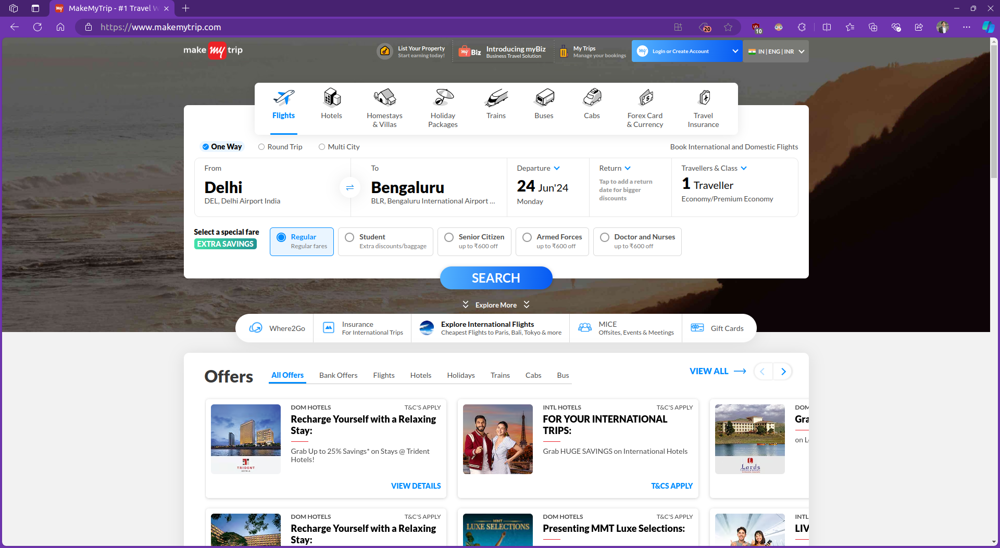 MakeMyTrip - #1 Travel W
https://www.makemytrip.com
20
10
make my trip
List Your Property
Start earning today!
my Biz
Introducing myBiz
Business Travel Solution
My Trips
Manage your bookings
my
Login or Create Account
IN | ENG | INR
Flights
Hotels
Homestays
& Villas
Holiday
Packages
Trains
Buses
Cabs
Forex Card
& Currency
Travel
Insurance
One Way
Round Trip
Multi City
Book International and Domestic Flights
From
Delhi
DEL, Delhi Airport India
To
Bengaluru
BLR, Bengaluru International Airport ...
Departure
24 Jun'24
Monday
Return
Tap to add a return
date for bigger
discounts
Travellers & Class
1 Traveller
Economy/Premium Economy
Select a special fare
EXTRA SAVINGS
Regular
Regular fares
Student
Extra discounts/baggage
Senior Citizen
up to ₹600 off
Armed Forces
up to ₹600 off
Doctor and Nurses
up to ₹600 off
SEARCH
Explore More
Where2Go
Insurance
For International Trips
Explore International Flights
Cheapest Flights to Paris, Bali, Tokyo & more
MICE
Offsites, Events & Meetings
Gift Cards
Offers
All Offers
Bank Offers
Flights
Hotels
Holidays
Trains
Cabs
Bus
VIEW ALL
DOM HOTELS
T&C'S APPLY
Recharge Yourself with a Relaxing
Stay:
Grab Up to 25% Savings* on Stays @ Trident
Hotels!
TRIDENT
HOTELS
VIEW DETAILS
INTL HOTELS
T&C'S APPLY
FOR YOUR INTERNATIONAL
TRIPS:
Grab HUGE SAVINGS on International Hotels
T&CS APPLY
DOM
Gra
on L
Lords
DOM HOTELS
T&C'S APPLY
Recharge Yourself with a Relaxing
Stay:
MMT
LUXE SELECTIONS
DOM HOTELS
T&C'S APPLY
Presenting MMT Luxe Selections:
INTL
LIV